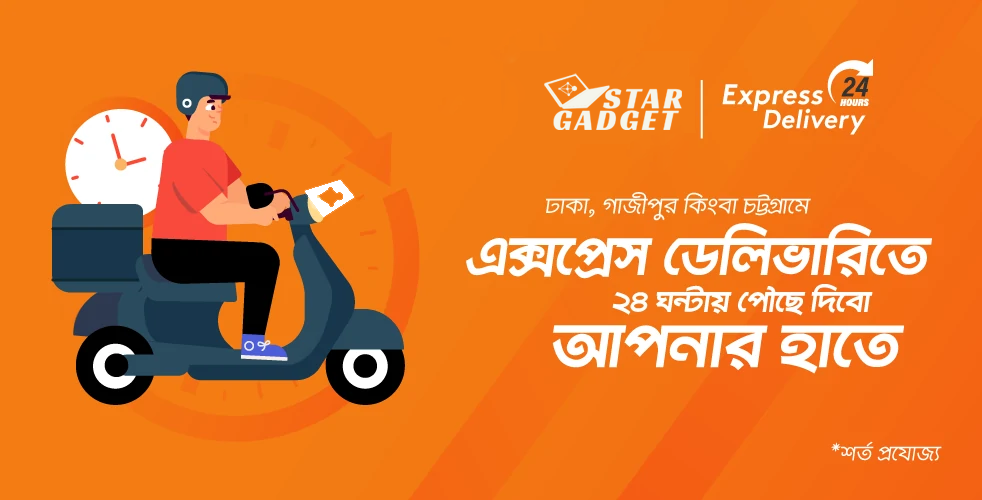 STAR
GADGET
Express
Delivery
24
HOURS
ঢাকা, গাজীপুর কিংবা চট্টগ্রামে
এক্সপ্রেস ডেলিভারিতে
২৪ ঘন্টায় পৌছে দিবো
আপনার হাতে
*শর্ত প্রযোজ্য